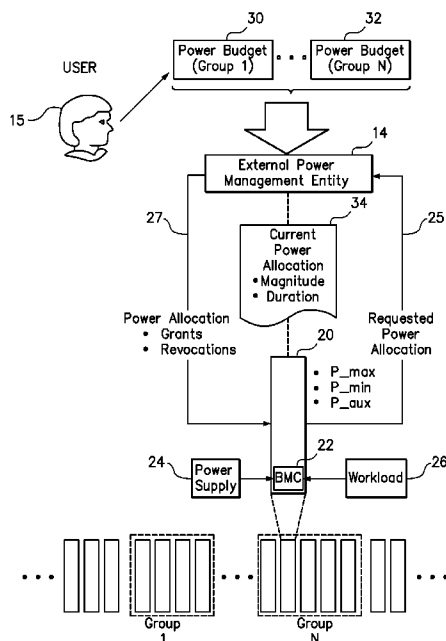 30
32
Power Budget
(Group 1)
• • •
Power Budget
(Group N)
USER
15
14
External Power
Management Entity
27
34
25
Current
Power
Allocation
• Magnitude
• Duration
Power Allocation
• Grants
• Revocations
20
Requested
Power
Allocation
• P_max
• P_min
• P_aux
24
Power
Supply
22
BMC
Workload
26
• • •
• • •
• • •
Group
1
Group
N